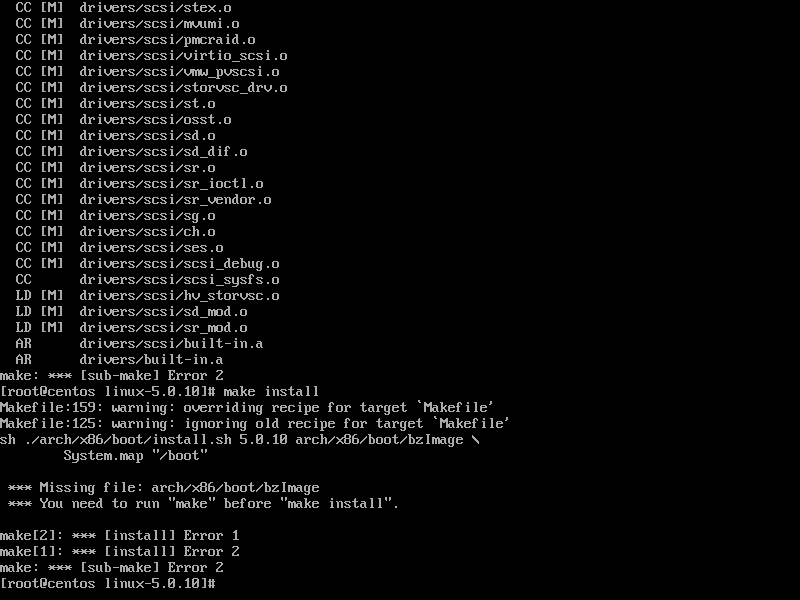 CC [M]  drivers/scsi/stex.o
CC [M]  drivers/scsi/mvumi.o
CC [M]  drivers/scsi/pmcraid.o
CC [M]  drivers/scsi/virtio_scsi.o
CC [M]  drivers/scsi/vmw_pvscsi.o
CC [M]  drivers/scsi/storvsc_drv.o
CC [M]  drivers/scsi/st.o
CC [M]  drivers/scsi/osst.o
CC [M]  drivers/scsi/sd.o
CC [M]  drivers/scsi/sd_dif.o
CC [M]  drivers/scsi/sr.o
CC [M]  drivers/scsi/sr_ioctl.o
CC [M]  drivers/scsi/sr_vendor.o
CC [M]  drivers/scsi/sg.o
CC [M]  drivers/scsi/ch.o
CC [M]  drivers/scsi/ses.o
CC [M]  drivers/scsi/scsi_debug.o
CC      drivers/scsi/scsi_sysfs.o
LD [M]  drivers/scsi/hv_storvsc.o
LD [M]  drivers/scsi/sd_mod.o
LD [M]  drivers/scsi/sr_mod.o
AR      drivers/scsi/built-in.a
AR      drivers/built-in.a
make: *** [sub-make] Error 2
[root@centos linux-5.0.10]# make install
Makefile:159: warning: overriding recipe for target `Makefile'
Makefile:125: warning: ignoring old recipe for target `Makefile'
sh ./arch/x86/boot/install.sh 5.0.10 arch/x86/boot/bzImage \
System.map "/boot"
*** Missing file: arch/x86/boot/bzImage
*** You need to run "make" before "make install".
make[2]: *** [install] Error 1
make[1]: *** [install] Error 2
make: *** [sub-make] Error 2
[root@centos linux-5.0.10]#